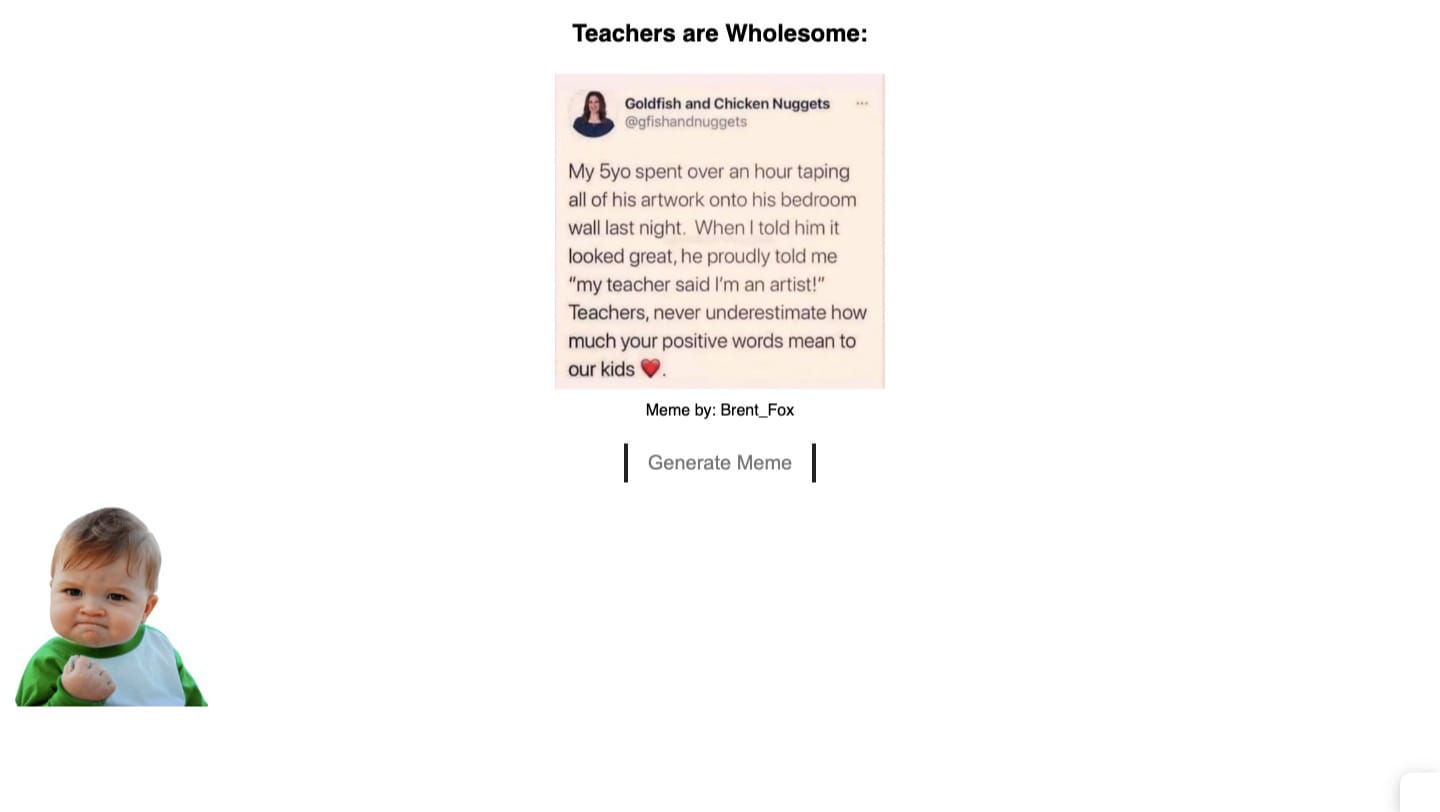 Teachers are Wholesome:
Goldfish and Chicken Nuggets
@gfishandnuggets
My 5yo spent over an hour taping
all of his artwork onto his bedroom
wall last night. When I told him it
looked great, he proudly told me
"my teacher said I'm an artist!"
Teachers, never underestimate how
much your positive words mean to
our kids ❤️.
Meme by: Brent_Fox
Generate Meme